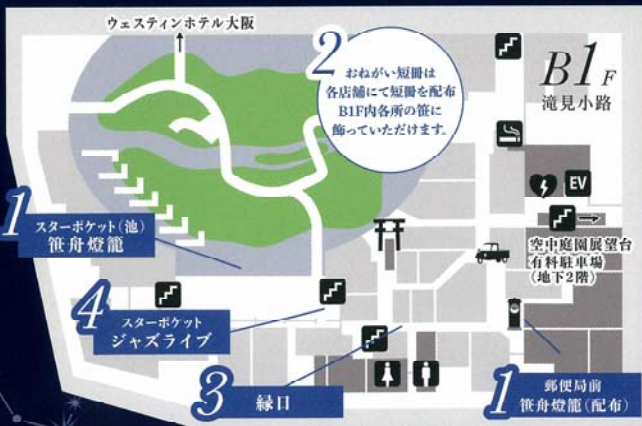 ウェスティンホテル大阪
2
おねがい短冊は
各店舗にて短冊を配布
B1F内各所の笹に
飾っていただけます。
B1F
滝見小路
EV
空中庭園展望台
有料駐車場
(地下2階)
1
スターポケット(池)
笹舟燈籠
4
スターポケット
ジャズライブ
3
縁日
1
郵便局前
笹舟燈籠(配布)